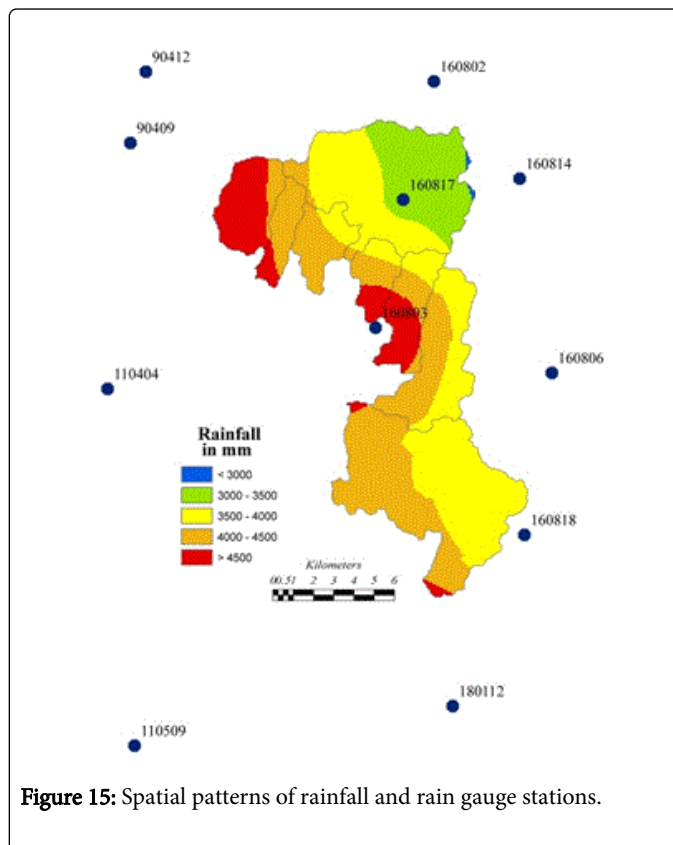 90412
160802
90409
160814
160817
160803
110404
160806
Rainfall
in mm
< 3000
3000 - 3500
3500 - 4000
4000 - 4500
> 4500
160818
Kilometers
00.51 2 3 4 5 6
180112
110509
Figure 15: Spatial patterns of rainfall and rain gauge stations.